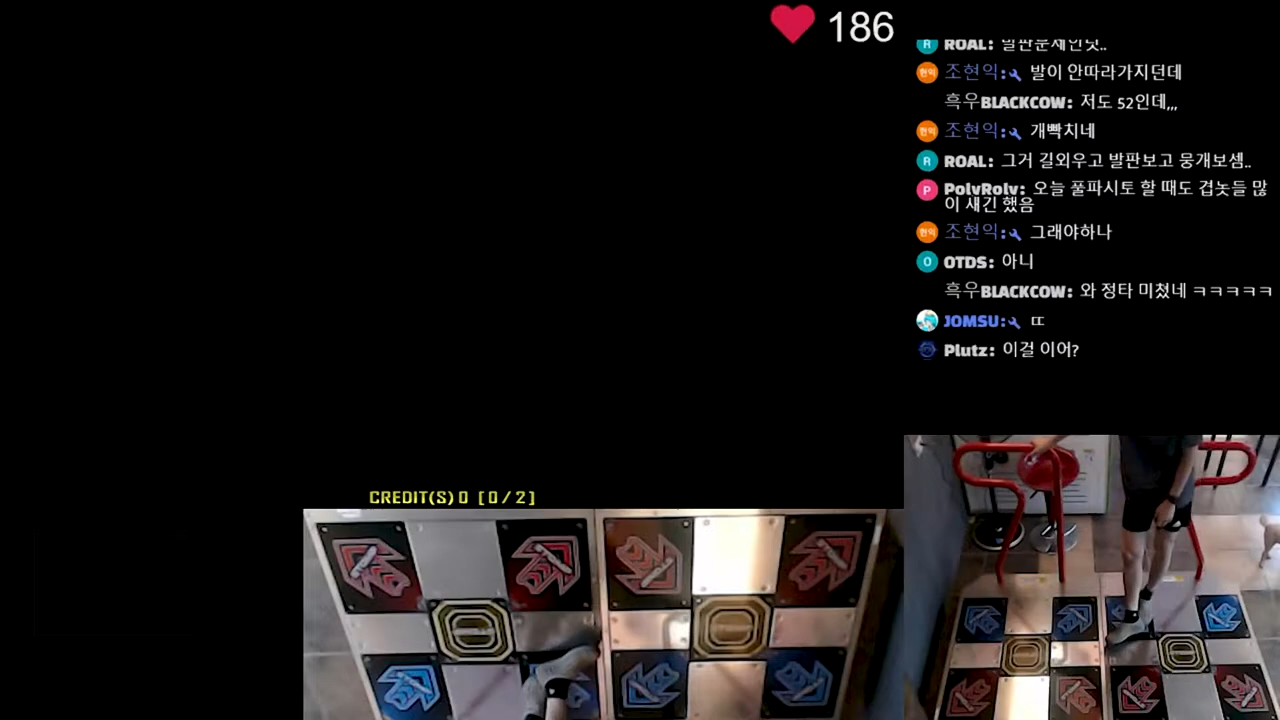 186
ROAL: 발판문제인듯..
조현익: 발이 안따라가지던데
흑우BLACKCOW: 저도 52인데,,,
조현익: 개빡치네
ROAL: 그거 길외우고 발판보고 뭉개보셈..
PolyRoly: 오늘 풀파시토 할 때도 겹놋들 많
이 새긴 했음
조현익: 그래야하나
OTDS: 아니
흑우BLACKCOW: 와 정타 미쳤네 ㅋㅋㅋㅋㅋ
JOMSU: ㄸ
Plutz: 이걸 이어?
CREDIT(S) 0 [0/2]